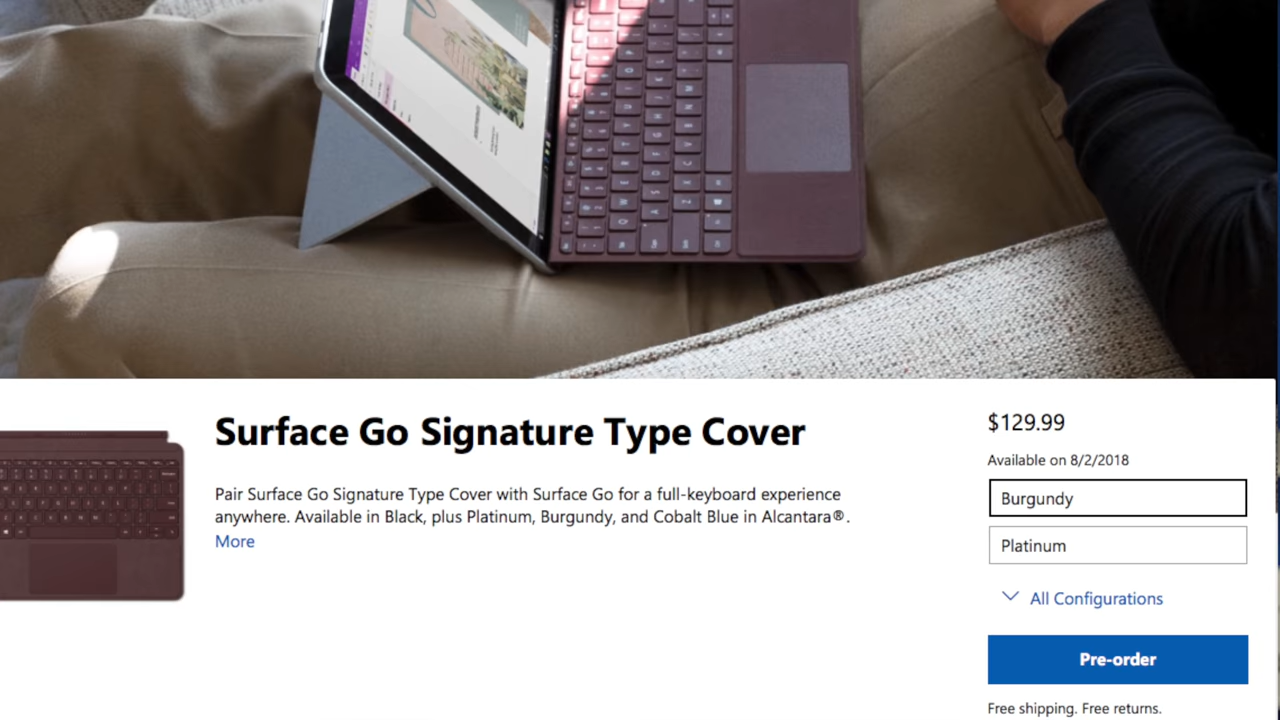 Surface Go Signature Type Cover
Pair Surface Go Signature Type Cover with Surface Go for a full-keyboard experience
anywhere. Available in Black, plus Platinum, Burgundy, and Cobalt Blue in Alcantara®.
More
$129.99
Available on 8/2/2018
Burgundy
Platinum
All Configurations
Pre-order
Free shipping. Free returns.